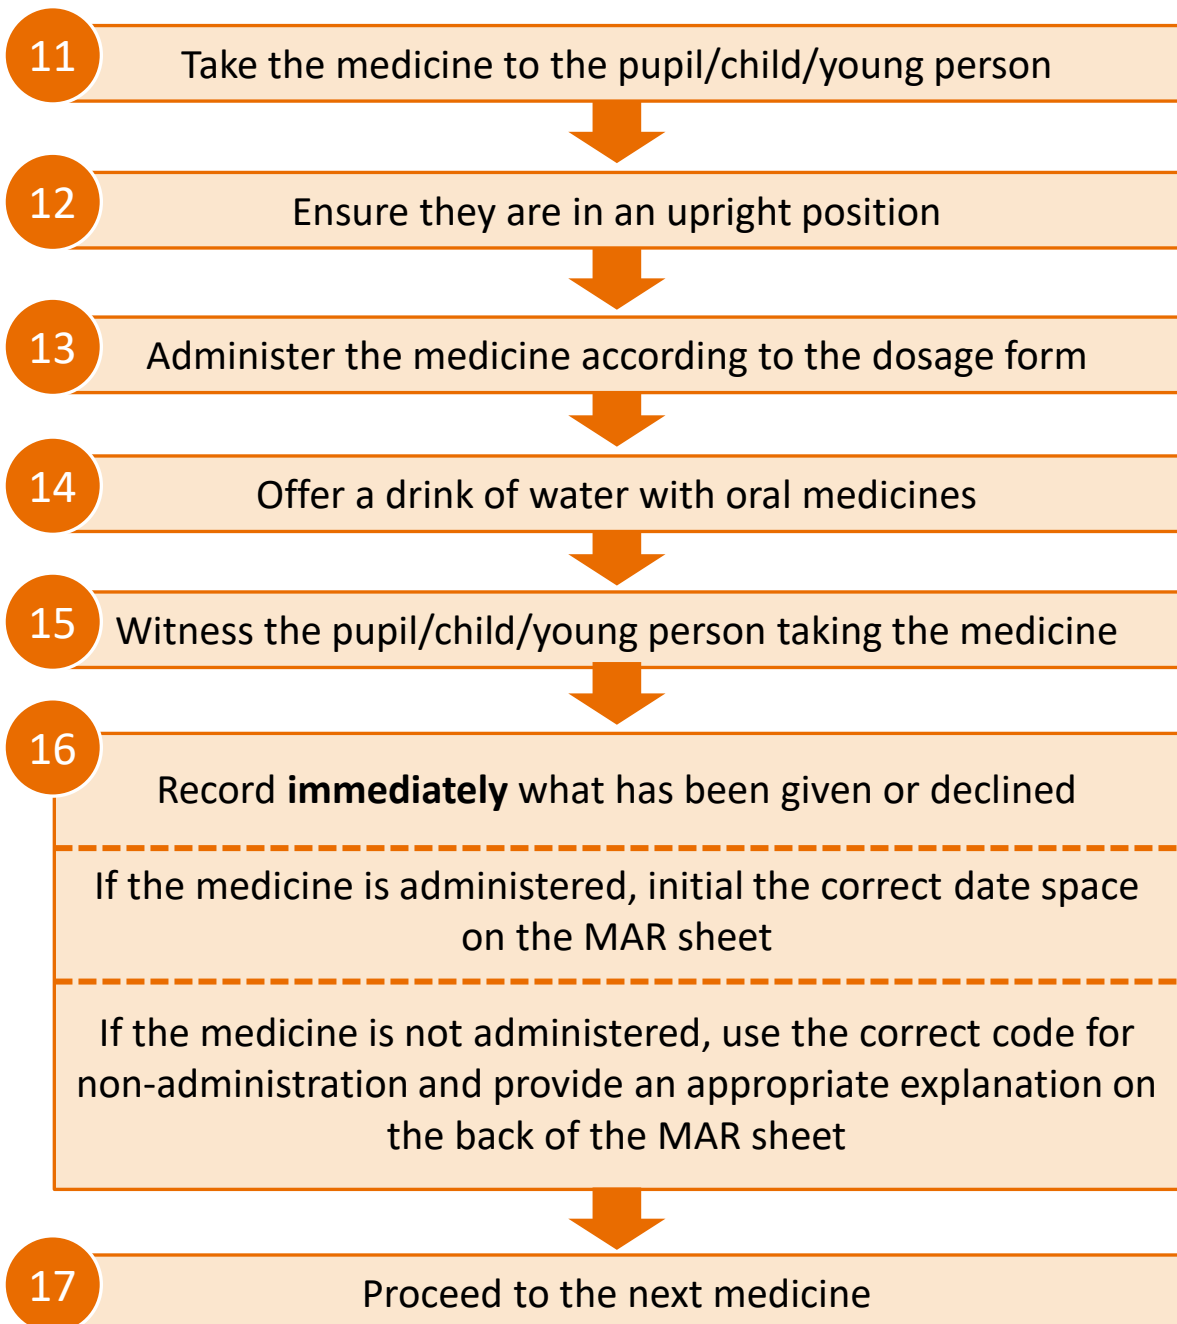 11
Take the medicine to the pupil/child/young person
12
Ensure they are in an upright position
13
Administer the medicine according to the dosage form
14
Offer a drink of water with oral medicines
15
Witness the pupil/child/young person taking the medicine
16
Record immediately what has been given or declined
If the medicine is administered, initial the correct date space
on the MAR sheet
If the medicine is not administered, use the correct code for
non-administration and provide an appropriate explanation on
the back of the MAR sheet
17
Proceed to the next medicine